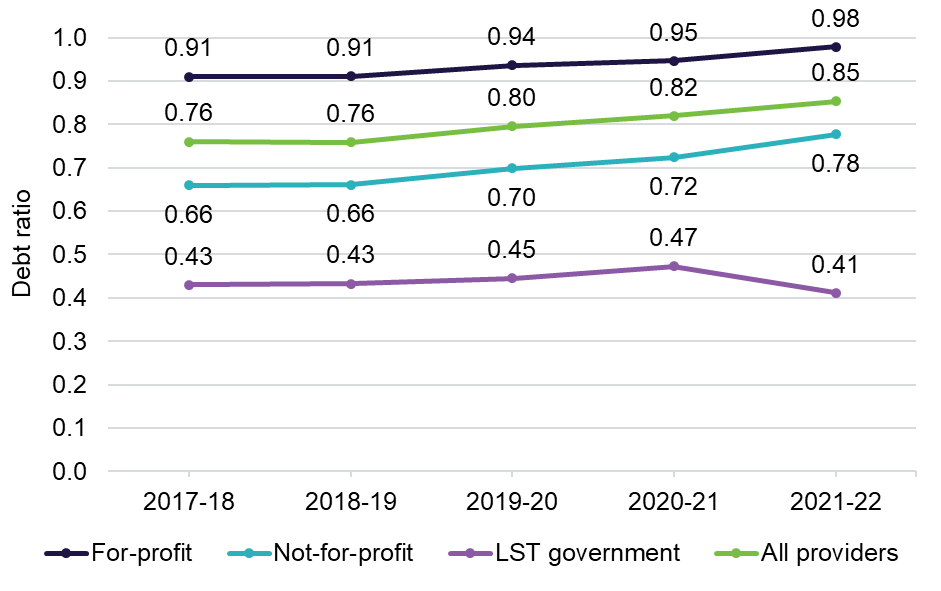 Debt ratio
1.0
0.9
0.8
0.7
0.6
0.5
0.4
0.3
0.2
0.1
0.0
0.91 0.91 0.94 0.95 0.98
0.76 0.76 0.80 0.82 0.85
0.66 0.66 0.70 0.72 0.78
0.43 0.43 0.45 0.47 0.41
2017-18 2018-19 2019-20 2020-21 2021-22
For-profit Not-for-profit LST government All providers